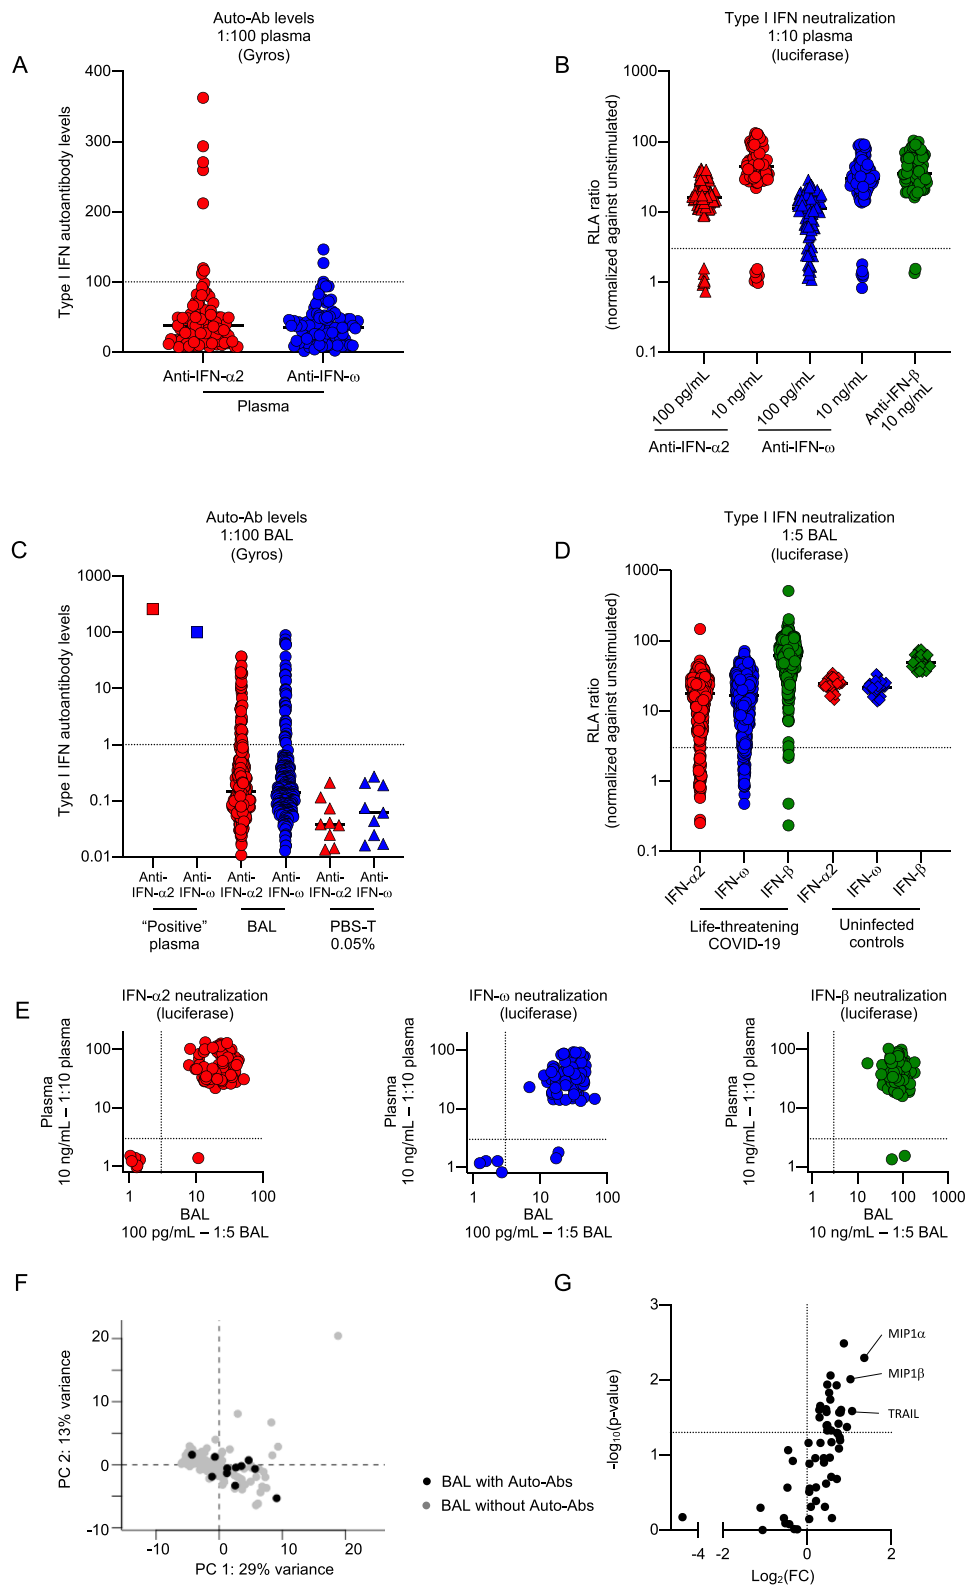 A
Auto-Ab levels
1:100 plasma
(Gyros)
Type I IFN autoantibody levels
400
300
200
100
0
Anti-IFN-α2
Anti-IFN-ω
Plasma
B
Type I IFN neutralization
1:10 plasma
(luciferase)
RLA ratio
(normalized against unstimulated)
1000
100
10
1
0.1
100 pg/mL
10 ng/mL
100 pg/mL
10 ng/mL
Anti-IFN-β
10 ng/mL
Anti-IFN-α2
Anti-IFN-ω
C
Auto-Ab levels
1:100 BAL
(Gyros)
Type I IFN autoantibody levels
1000
100
10
1
0.1
0.01
Anti- Anti- Anti- Anti- Anti- Anti-
IFN-α2 IFN-ω IFN-α2 IFN-ω IFN-α2 IFN-ω
“Positive” BAL PBS-T
plasma 0.05%
D
Type I IFN neutralization
1:5 BAL
(luciferase)
RLA ratio
(normalized against unstimulated)
1000
100
10
1
0.1
IFN-α2
IFN-ω
IFN-β
IFN-α2
IFN-ω
IFN-β
Life-threatening Uninfected
COVID-19 controls
E
IFN-α2 neutralization
(luciferase)
Plasma
10 ng/mL – 1:10 plasma
100
10
1
1 10 100
BAL
100 pg/mL – 1:5 BAL
IFN-ω neutralization
(luciferase)
Plasma
10 ng/mL – 1:10 plasma
100
10
1
1 10 100
BAL
100 pg/mL – 1:5 BAL
IFN-β neutralization
(luciferase)
Plasma
10 ng/mL – 1:10 plasma
100
10
1
1 10 100 1000
BAL
10 ng/mL – 1:5 BAL
F
PC 2: 13% variance
20
10
0
-10
-10 0 10 20
PC 1: 29% variance
BAL with Auto-Abs
BAL without Auto-Abs
G
-log₁₀(p-value)
3
2
1
0
MIP1α
MIP1β
TRAIL
-4 -2 0 2
Log₂(FC)